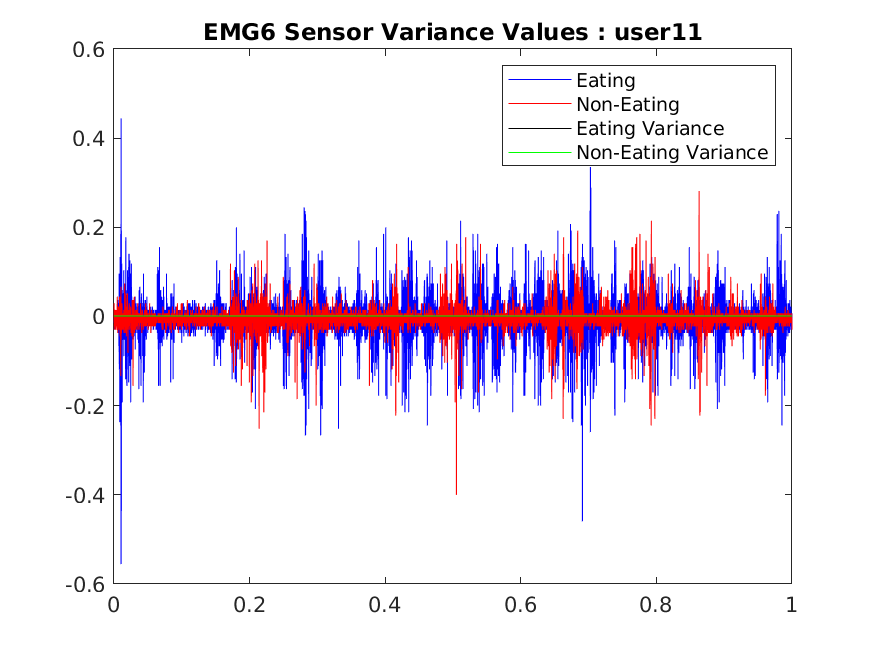 EMG6 Sensor Variance Values : user11
0.6
Eating
Non-Eating
Eating Variance
Non-Eating Variance
0.4
0.2
0
-0.2
-0.4
-0.6
0 0.2 0.4 0.6 0.8 1